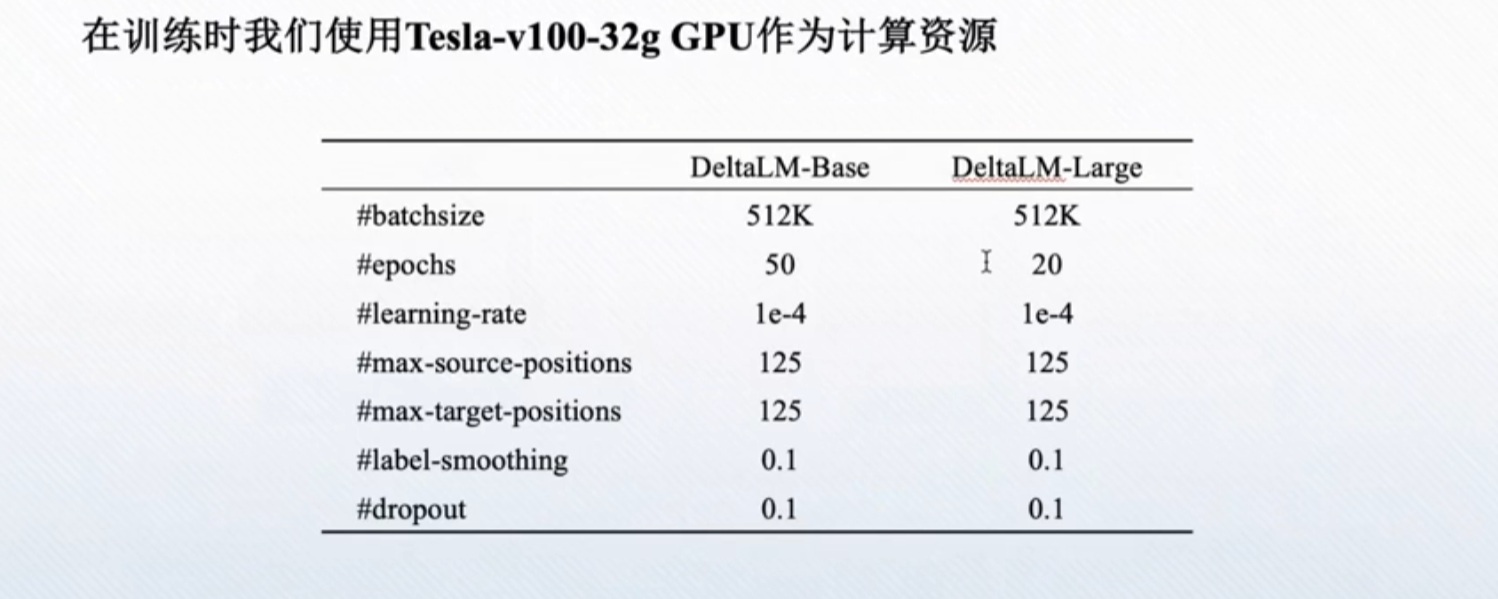 在训练时我们使用Tesla-v100-32g GPU作为计算资源
DeltaLM-Base DeltaLM-Large
#batchsize 512K 512K
#epochs 50 20
#learning-rate 1e-4 1e-4
#max-source-positions 125 125
#max-target-positions 125 125
#label-smoothing 0.1 0.1
#dropout 0.1 0.1